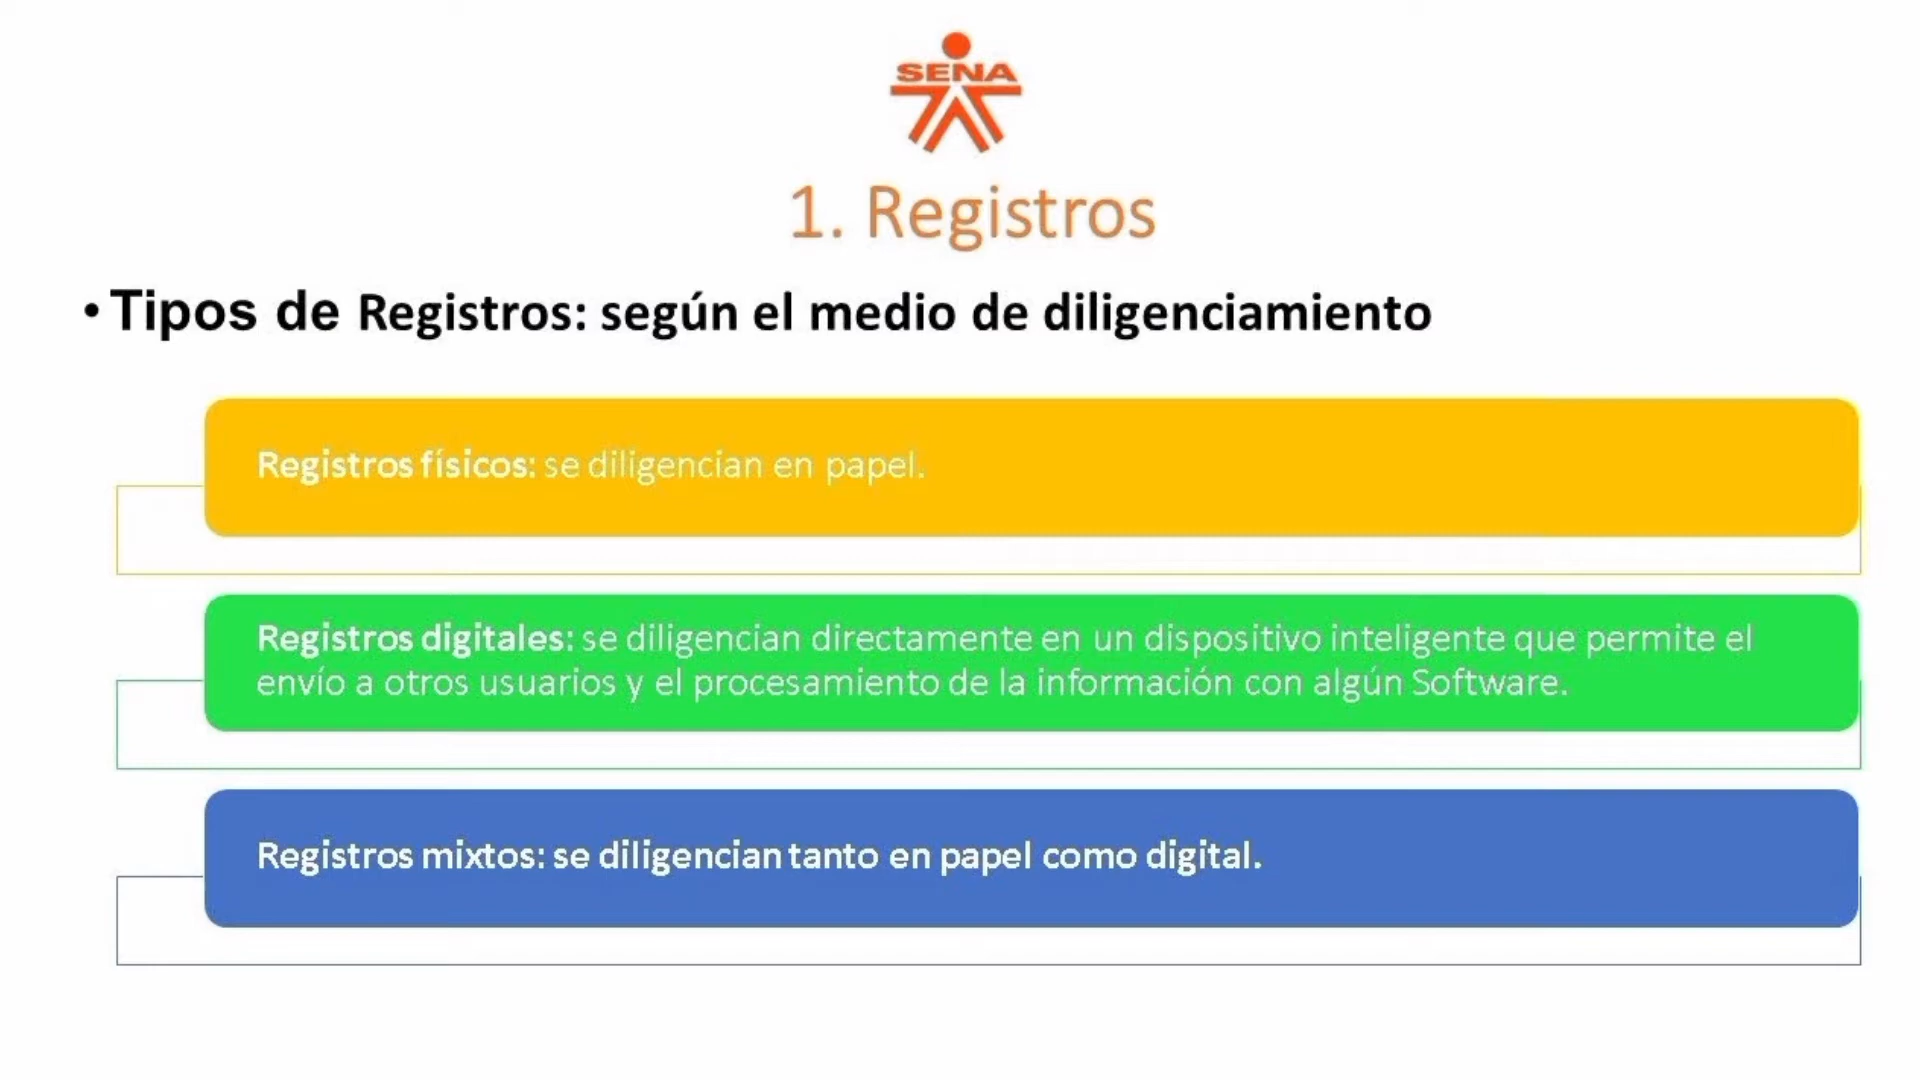 SENA
1. Registros
• Tipos de Registros: según el medio de diligenciamiento
Registros físicos: se diligencian en papel.
Registros digitales: se diligencian directamente en un dispositivo inteligente que permite el
envío a otros usuarios y el procesamiento de la información con algún Software.
Registros mixtos: se diligencian tanto en papel como digital.